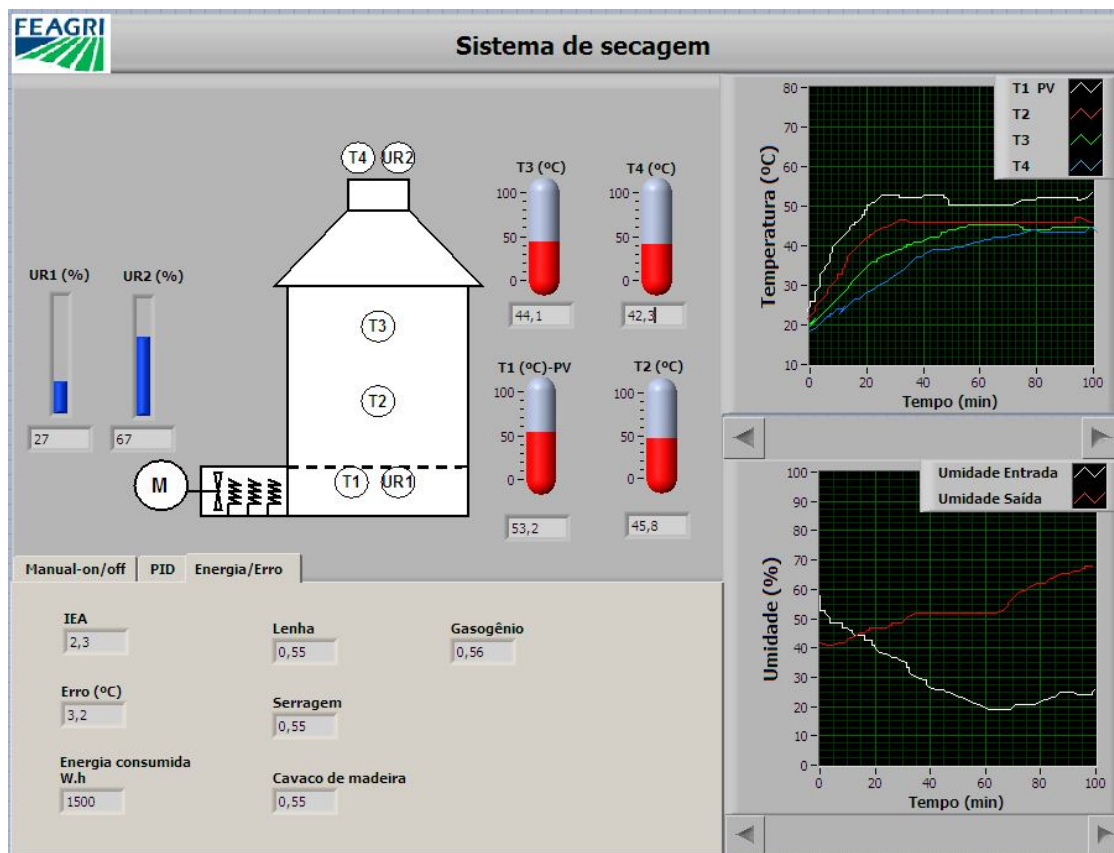 FEAGRI
Sistema de secagem
T4
UR2
T3
T2
M
T1
UR1
UR1 (%)
27
UR2 (%)
67
T3 (ºC)
100
50
0
44,1
T4 (ºC)
100
50
0
42,3
T1 (ºC)-PV
100
50
0
53,2
T2 (ºC)
100
50
0
45,8
T1 PV
T2
T3
T4
Temperatura (ºC)
80
70
60
50
40
30
20
10
0 20 40 60 80 100
Tempo (min)
Umidade Entrada
Umidade Saída
Umidade (%)
100
90
80
70
60
50
40
30
20
10
0
0 20 40 60 80 100
Tempo (min)
Manual-on/off PID Energia/Erro
IEA
2,3
Erro (ºC)
3,2
Energia consumida
W.h
1500
Lenha
0,55
Serragem
0,55
Cavaco de madeira
0,55
Gasogênio
0,56